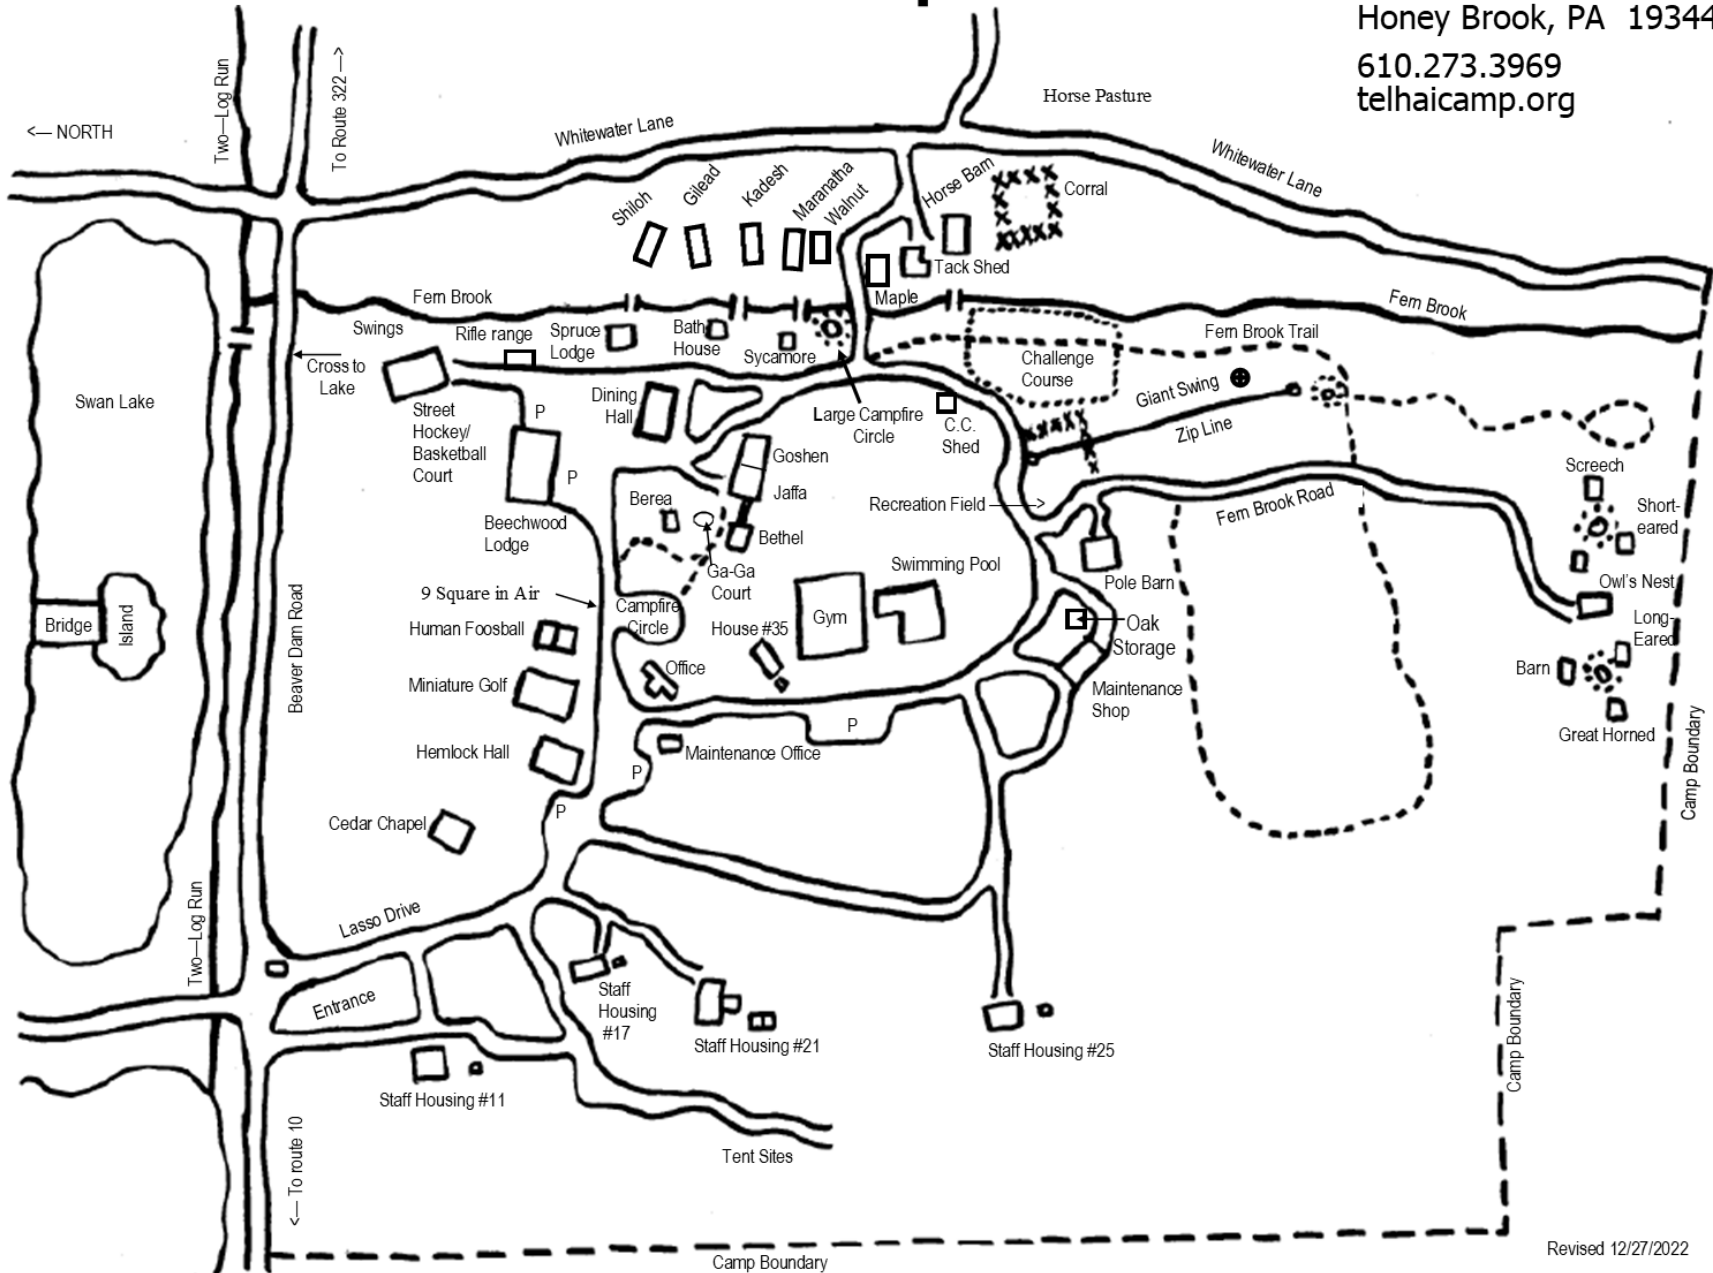 Honey Brook, PA 19344
610.273.3969
telhaicamp.org
<— NORTH
Two—Log Run
To Route 322 —>
Whitewater Lane
Horse Pasture
Whitewater Lane
Shiloh
Gilead
Kadesh
Maranatha
Walnut
Horse Barn
Corral
Tack Shed
Maple
Fern Brook
Fern Brook
Swings
Rifle range
Spruce
Lodge
Bath
House
Sycamore
Fern Brook Trail
Cross to
Lake
Challenge
Course
Giant Swing
Zip Line
Swan Lake
Street
Hockey/
Basketball
Court
P
Dining
Hall
Large Campfire
Circle
C.C.
Shed
Goshen
Jaffa
P
Berea
Recreation Field
>
Fern Brook Road
Screech
Short-
eared
Beechwood
Lodge
Bethel
Ga-Ga
Court
Swimming Pool
Pole Barn
Owl's Nest
9 Square in Air
Campfire
Circle
Gym
Bridge
Island
Beaver Dam Road
Human Foosball
House #35
Oak
Storage
Long-
Eared
Office
Barn
Miniature Golf
Maintenance
Shop
P
Great Horned
Hemlock Hall
Maintenance Office
P
Camp Boundary
P
Cedar Chapel
Lasso Drive
Two—Log Run
Entrance
Staff
Housing
#17
Staff Housing #21
Staff Housing #25
Camp Boundary
Staff Housing #11
<— To route 10
Tent Sites
Camp Boundary
Revised 12/27/2022